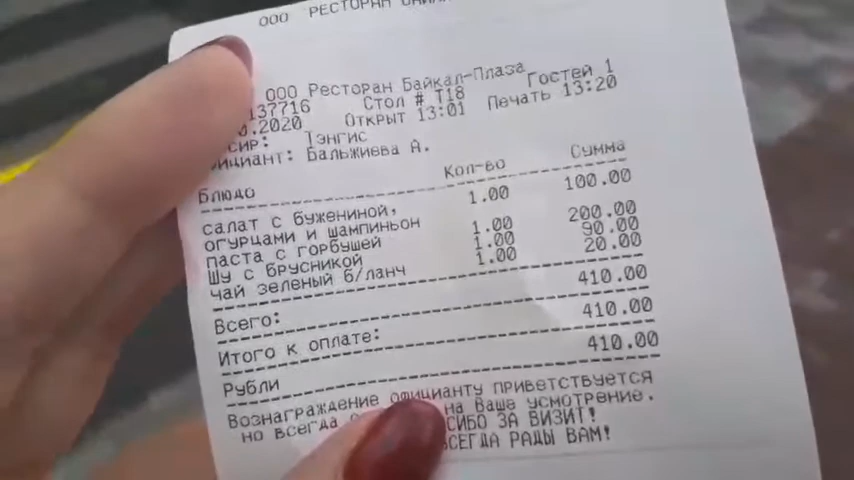 ООО РЕСТОРАН
ООО Ресторан Байкал-Плаза
137716 Стол # Т18 Гостей 1
.2020 Открыт 13:01 Печать 13:20
Тэнгис
Бальжиева А.
Блюдо Кол-во Сумма
САЛАТ С БУЖЕНИНОЙ, 1.00 100.00
ОГУРЦАМИ И ШАМПИНЬОН
ПАСТА С ГОРБУШЕЙ 1.00 200.00
ШУ С БРУСНИКОЙ 1.00 90.00
ЧАЙ ЗЕЛЕНЫЙ Б/ЛАНЧ 1.00 20.00
Всего: 410.00
Итого к оплате: 410.00
Рубли 410.00
Вознаграждение официанту приветствуется
но всегда на Ваше усмотрение.
ЗА ВИЗИТ!
ВСЕГДА РАДЫ ВАМ!